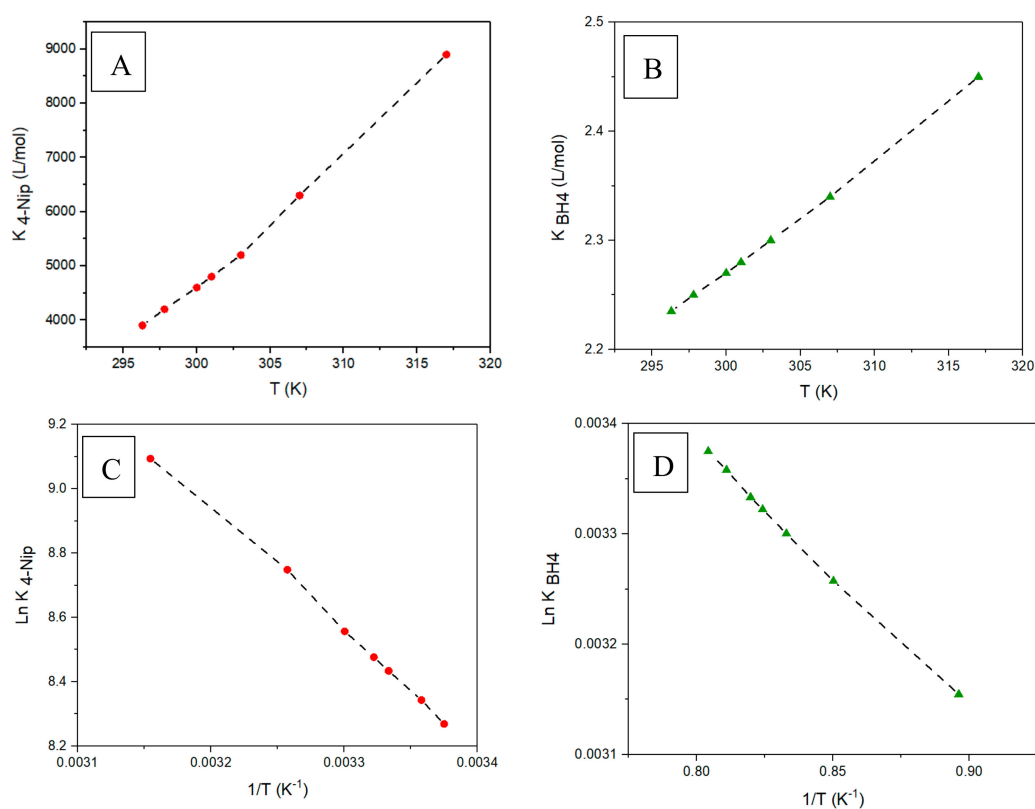 A
9000
8000
7000
6000
5000
4000
K 4-Nip (L/mol)
295 300 305 310 315 320
T (K)
B
2.5
2.4
2.3
2.2
K BH4 (L/mol)
295 300 305 310 315 320
T (K)
C
9.2
9.0
8.8
8.6
8.4
8.2
Ln K 4-Nip
0.0031 0.0032 0.0033 0.0034
1/T (K-1)
D
0.0034
0.0033
0.0032
0.0031
Ln K BH4
0.80 0.85 0.90
1/T (K-1)